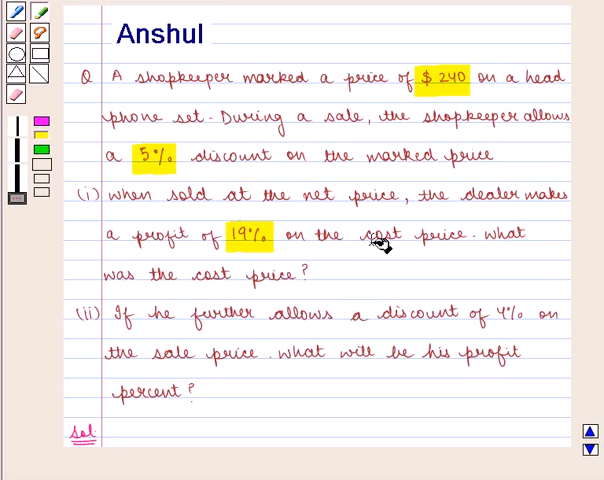 Anshul
Q A shopkeeper marked a price of $ 240 on a head
phone set. During a sale, the shopkeeper allows
a 5% discount on the marked price
(i) When sold at the net price, the dealer makes
a profit of 19% on the cost price. What
was the cost price?
(ii) If he further allows a discount of 4% on
the sale price. What will be his profit
percent?
Sol